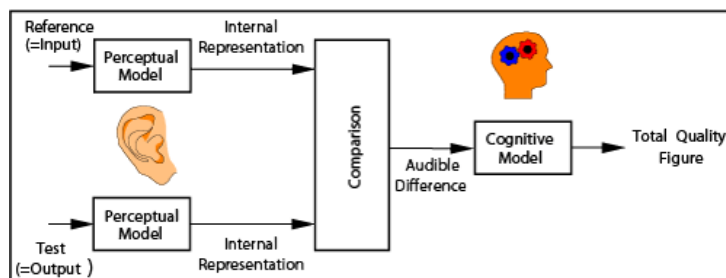 Reference
(=Input)
Perceptual
Model
Internal
Representation
Comparison
Audible
Difference
Cognitive
Model
Total Quality
Figure
Perceptual
Model
Test
(=Output )
Internal
Representation